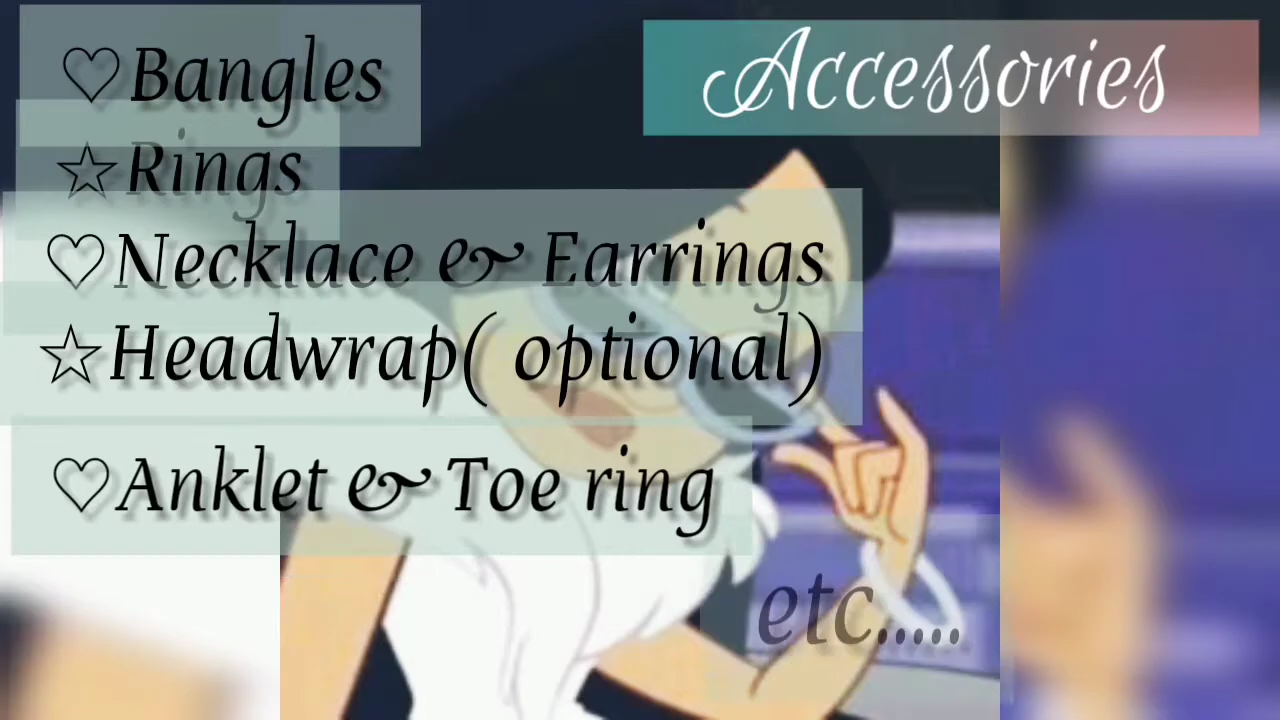 Accessories
♡Bangles
☆Rings
♡Necklace & Earrings
☆Headwrap( optional)
♡Anklet & Toe ring
etc.....